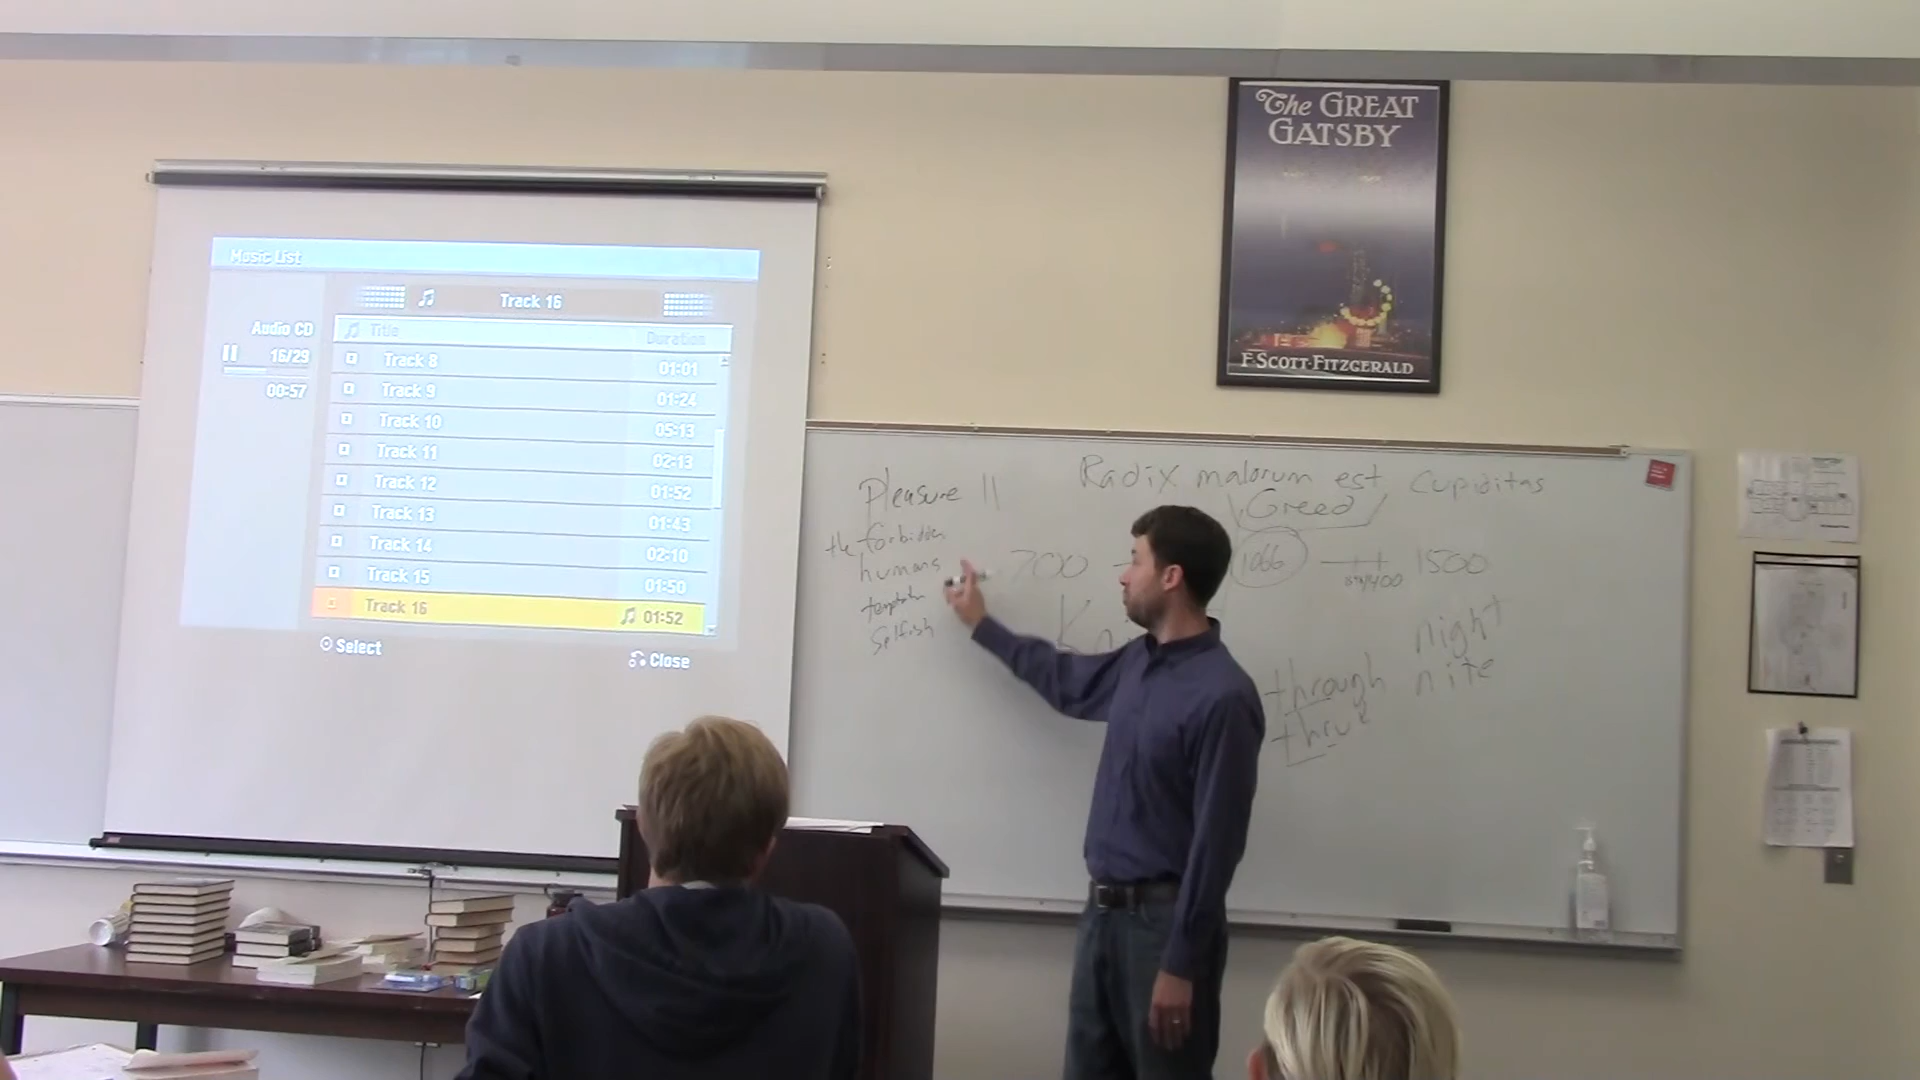 The GREAT
GATSBY
F. SCOTT FITZGERALD
Music List
Track 16
Audio CD
16/29
00:57
Title Duration
Track 8 01:01
Track 9 01:24
Track 10 05:13
Track 11 02:13
Track 12 01:52
Track 13 01:43
Track 14 02:10
Track 15 01:50
Track 16 01:52
Select
Close
Pleasure
the forbidden
humans
Selfish
Radix malorum est Cupiditas
Greed
700 1066 1500
night
through nite
thrue